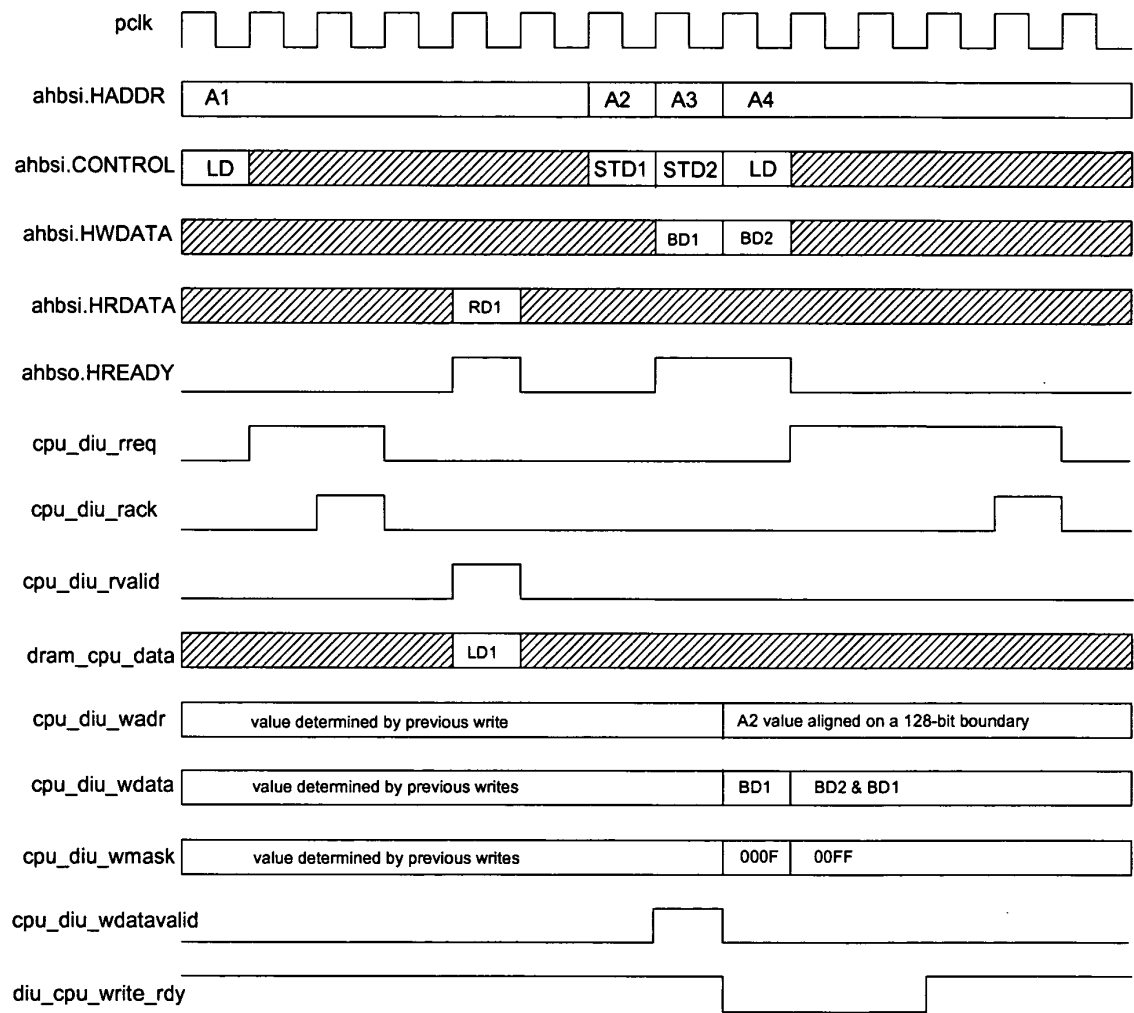 pclk
ahbsi.HADDR A1 A2 A3 A4
ahbsi.CONTROL LD STD1 STD2 LD
ahbsi.HWDATA BD1 BD2
ahbsi.HRDATA RD1
ahbso.HREADY
cpu_diu_rreq
cpu_diu_rack
cpu_diu_rvalid
dram_cpu_data LD1
cpu_diu_wadr value determined by previous write A2 value aligned on a 128-bit boundary
cpu_diu_wdata value determined by previous writes BD1 BD2 & BD1
cpu_diu_wmask value determined by previous writes 000F 00FF
cpu_diu_wdatavalid
diu_cpu_write_rdy